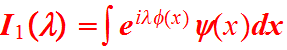 I₁(λ) = ∫ e^{iλϕ(x)} ψ(x)dx